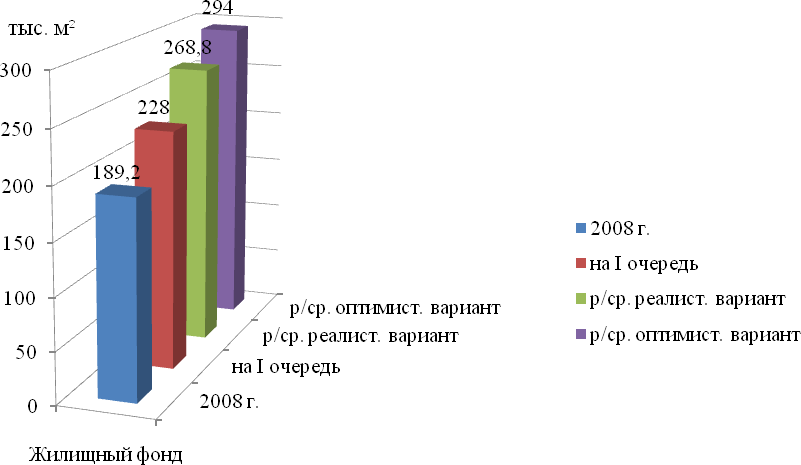 тыс. м²
300
250
200
150
100
50
0
189,2
228
268,8
294
р/ср. оптимист. вариант
р/ср. реалист. вариант
на I очередь
2008 г.
Жилищный фонд
2008 г.
на I очередь
р/ср. реалист. вариант
р/ср. оптимист. вариант